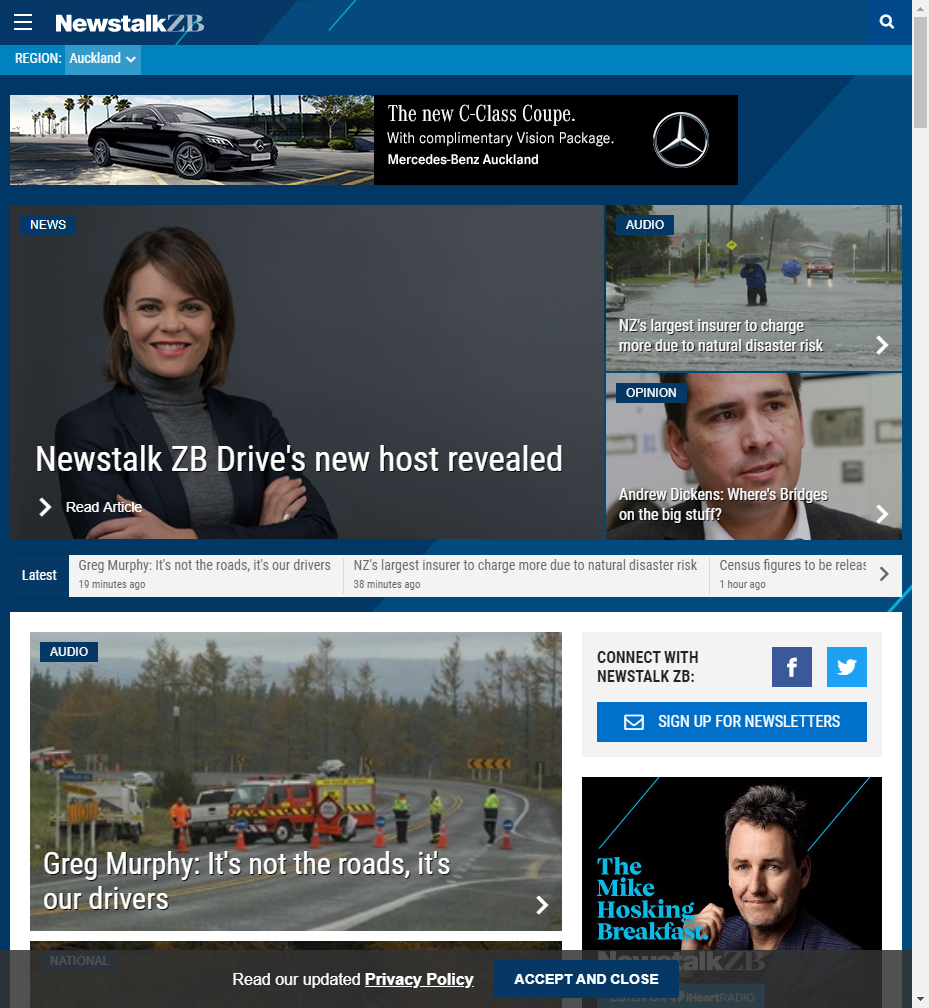 NewstalkZB
REGION: Auckland
The new C-Class Coupe.
With complimentary Vision Package.
Mercedes-Benz Auckland
NEWS
Newstalk ZB Drive's new host revealed
Read Article
AUDIO
NZ's largest insurer to charge
more due to natural disaster risk
OPINION
Andrew Dickens: Where's Bridges
on the big stuff?
Latest
Greg Murphy: It's not the roads, it's our drivers
19 minutes ago
NZ's largest insurer to charge more due to natural disaster risk
38 minutes ago
Census figures to be releas
1 hour ago
AUDIO
Greg Murphy: It's not the roads, it's
our drivers
CONNECT WITH
NEWSTALK ZB:
SIGN UP FOR NEWSLETTERS
The
Mike
Hosking
Breakfast.
NewstalkZB
LISTEN ON iHeartRADIO
NATIONAL
Read our updated Privacy Policy
ACCEPT AND CLOSE